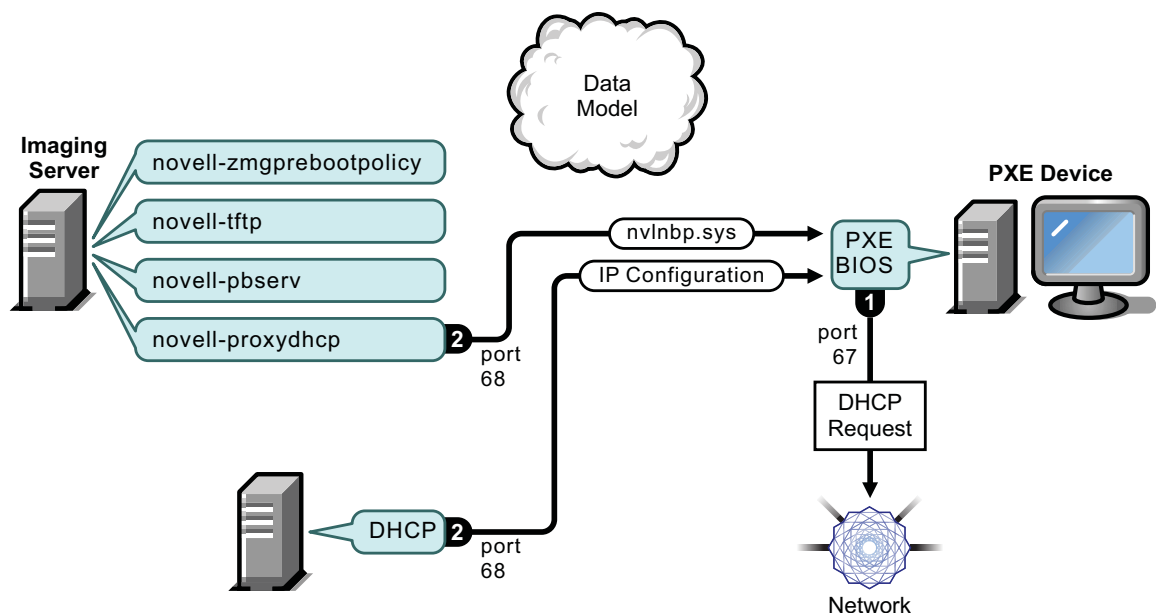 Data
Model
Imaging
Server
novell-zmgprebootpolicy
novell-tftp
novell-pbserv
novell-proxydhcp
2
port
68
nvlnbp.sys
IP Configuration
PXE
BIOS
1
port
67
PXE Device
DHCP
Request
DHCP
2
port
68
Network